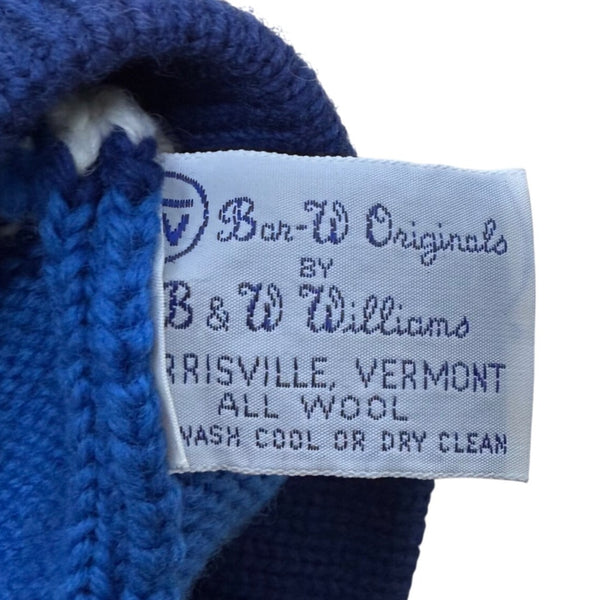 Bar-W Originals
BY
B & W Williams
RRISVILLE, VERMONT
ALL WOOL
WASH COOL OR DRY CLEAN